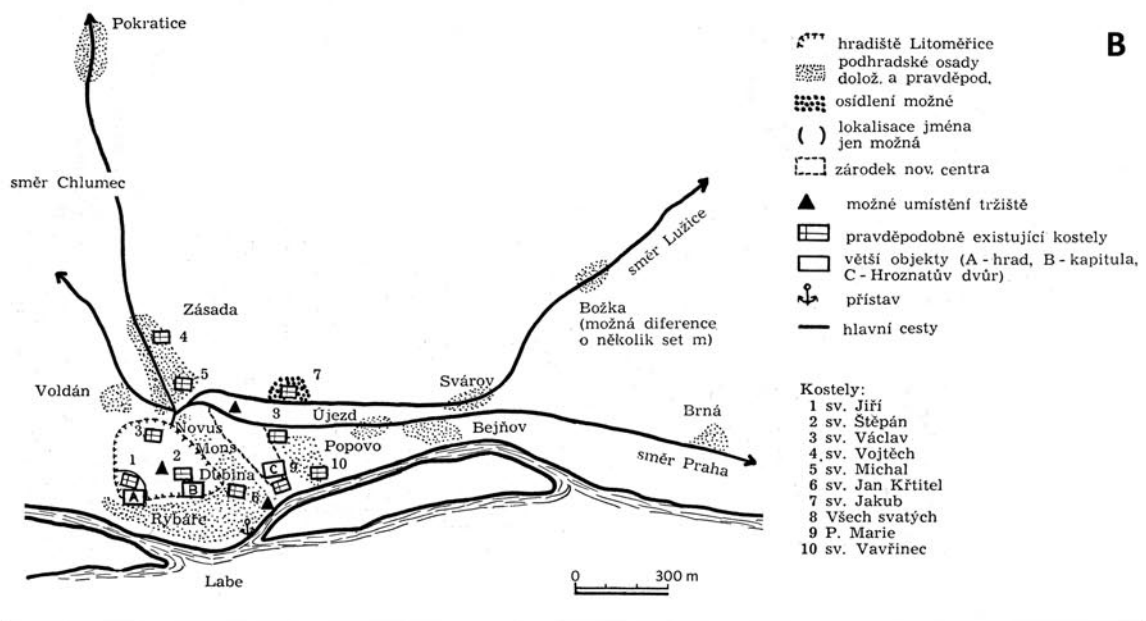 Pokratice
směr Chlumec
Zásada
4
5
Voldán
7
3
Újezd
Svárov
směr Lužice
Božka
(možná diference
o několik set m)
Brná
Bejňov
směr Praha
Novus
Mons
3
2
1
Popovo
10
Dubina
C
9
B
A
6
Rybáře
Labe
0 300 m
B
hradiště Litoměřice
podhradské osady
dolož. a pravděpod.
osídlení možné
( ) lokalisace jména
jen možná
zárodek nov. centra
možné umístění tržiště
pravděpodobně existující kostely
větší objekty (A - hrad, B - kapitula,
C - Hroznatův dvůr)
přístav
hlavní cesty
Kostely:
1 sv. Jiří
2 sv. Štěpán
3 sv. Václav
4 sv. Vojtěch
5 sv. Michal
6 sv. Jan Křtitel
7 sv. Jakub
8 Všech svatých
9 P. Marie
10 sv. Vavřinec